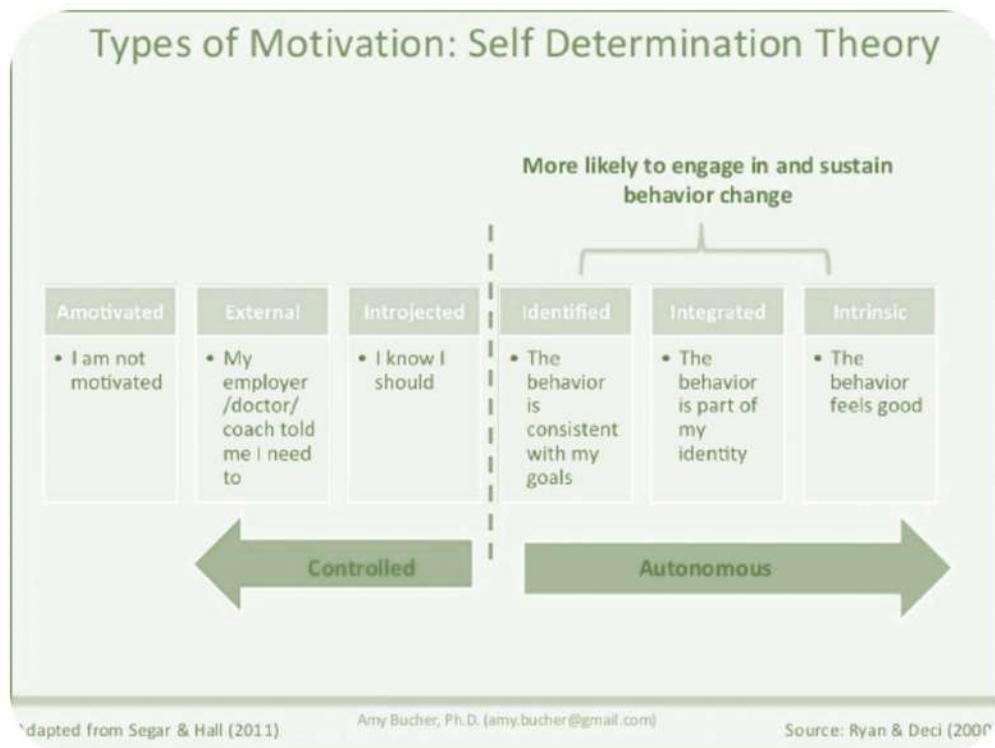 Types of Motivation: Self Determination Theory
More likely to engage in and sustain
behavior change
Amotivated
• I am not
motivated
External
• My
employer
/doctor/
coach told
me I need
to
Introjected
• I know I
should
Identified
• The
behavior
is
consistent
with my
goals
Integrated
• The
behavior
is part of
my
identity
Intrinsic
• The
behavior
feels good
Controlled
Autonomous
dapted from Segar & Hall (2011)
Amy Bucher, Ph.D. (amy.bucher@gmail.com)
Source: Ryan & Deci (2000